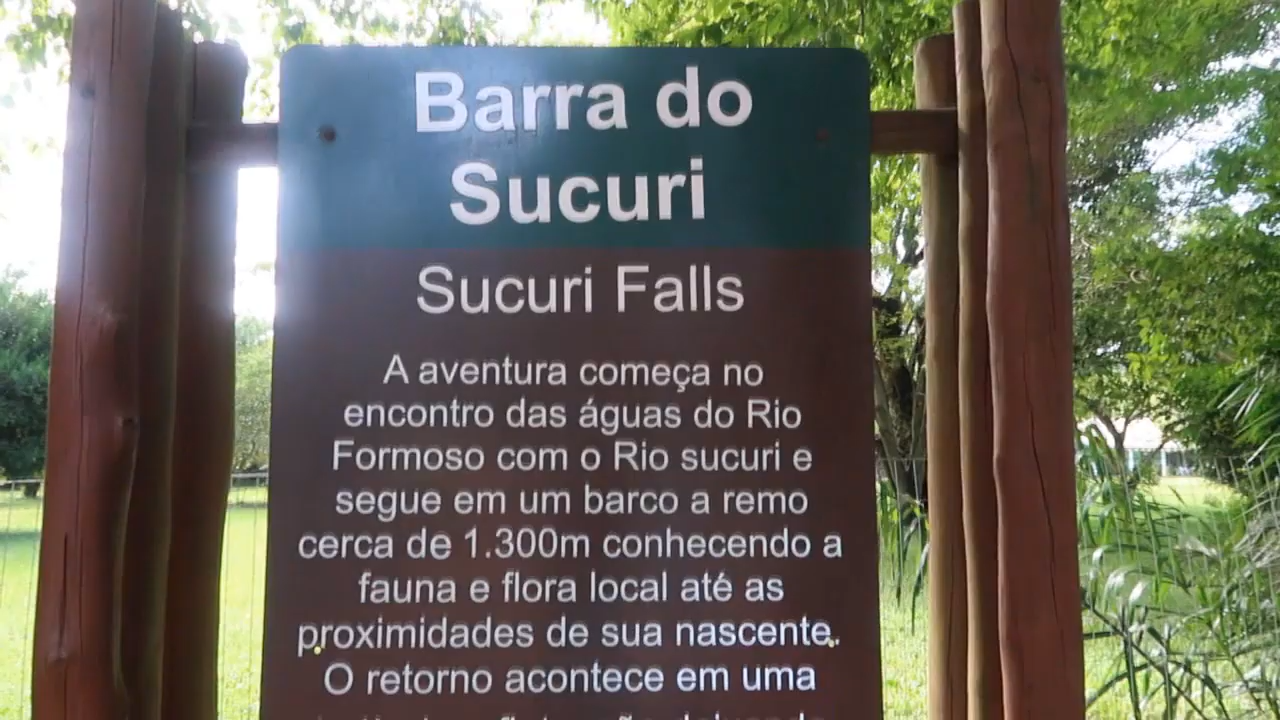 Barra do
Sucuri
Sucuri Falls
A aventura começa no
encontro das águas do Rio
Formoso com o Rio sucuri e
segue em um barco a remo
cerca de 1.300m conhecendo a
fauna e flora local até as
proximidades de sua nascente.
O retorno acontece em uma